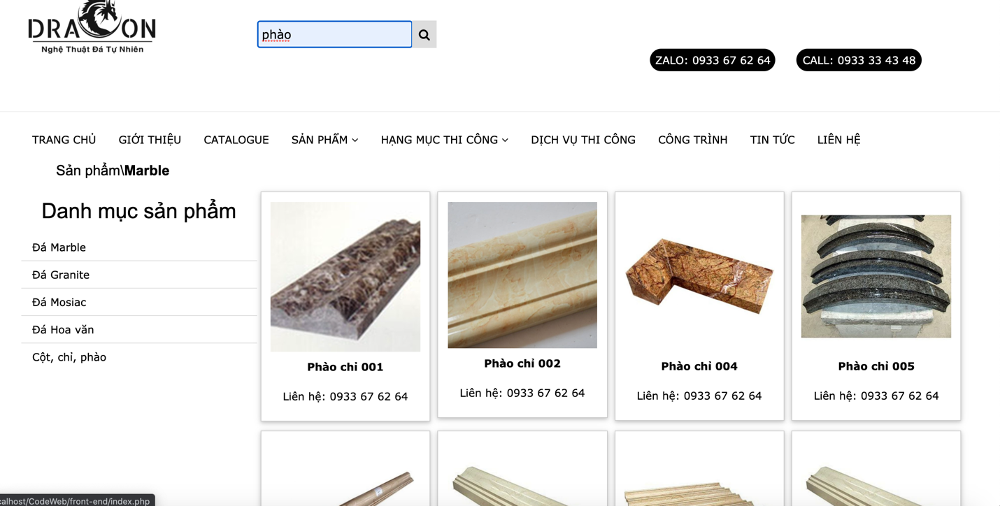 DRAGON
Nghệ Thuật Đá Tự Nhiên
phào
ZALO: 0933 67 62 64
CALL: 0933 33 43 48
TRANG CHỦ GIỚI THIỆU CATALOGUE SẢN PHẨM HẠNG MỤC THI CÔNG DỊCH VỤ THI CÔNG CÔNG TRÌNH TIN TỨC LIÊN HỆ
Sản phẩm\Marble
Danh mục sản phẩm
Đá Marble
Đá Granite
Đá Mosiac
Đá Hoa văn
Cột, chỉ, phào
Phào chỉ 001
Liên hệ: 0933 67 62 64
Phào chỉ 002
Liên hệ: 0933 67 62 64
Phào chỉ 004
Liên hệ: 0933 67 62 64
Phào chỉ 005
Liên hệ: 0933 67 62 64
calhost/CodeWeb/front-end/index.php